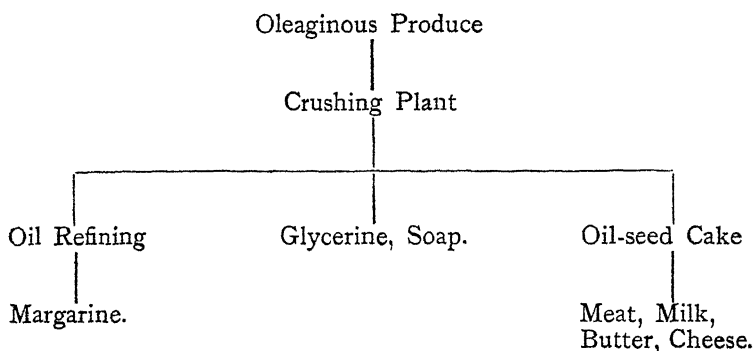 Oleaginous Produce
Crushing Plant
Oil Refining
Glycerine, Soap.
Oil-seed Cake
Margarine.
Meat, Milk,
Butter, Cheese.